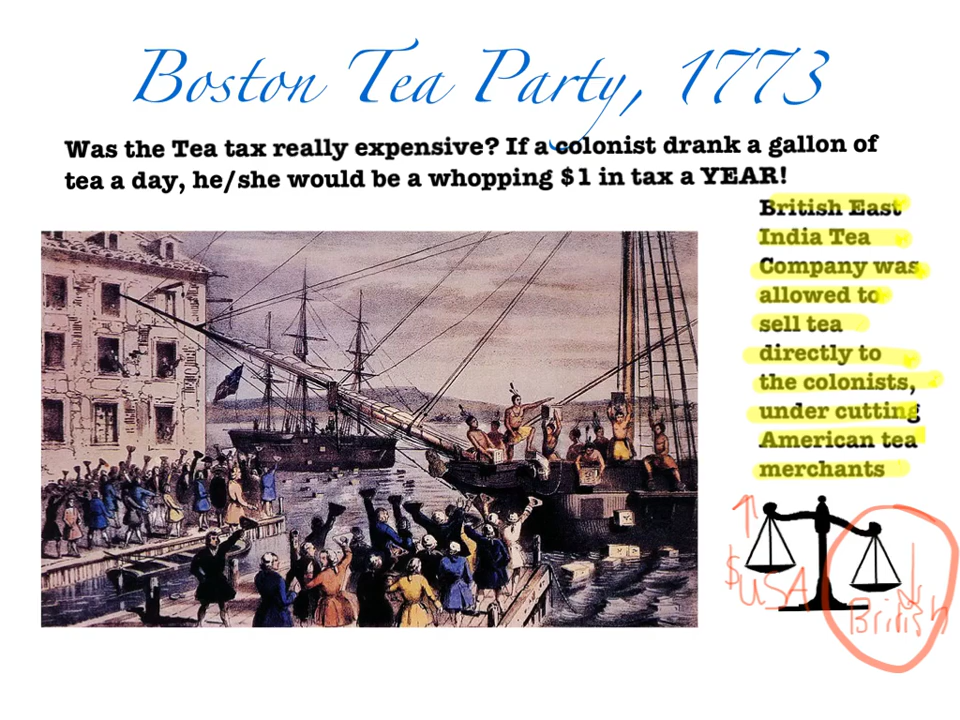 Boston Tea Party, 1773
Was the Tea tax really expensive? If a colonist drank a gallon of
tea a day, he/she would be a whopping $1 in tax a YEAR!
British East
India Tea
Company was
allowed to
sell tea
directly to
the colonists,
under cutting
American tea
merchants
$USA
British